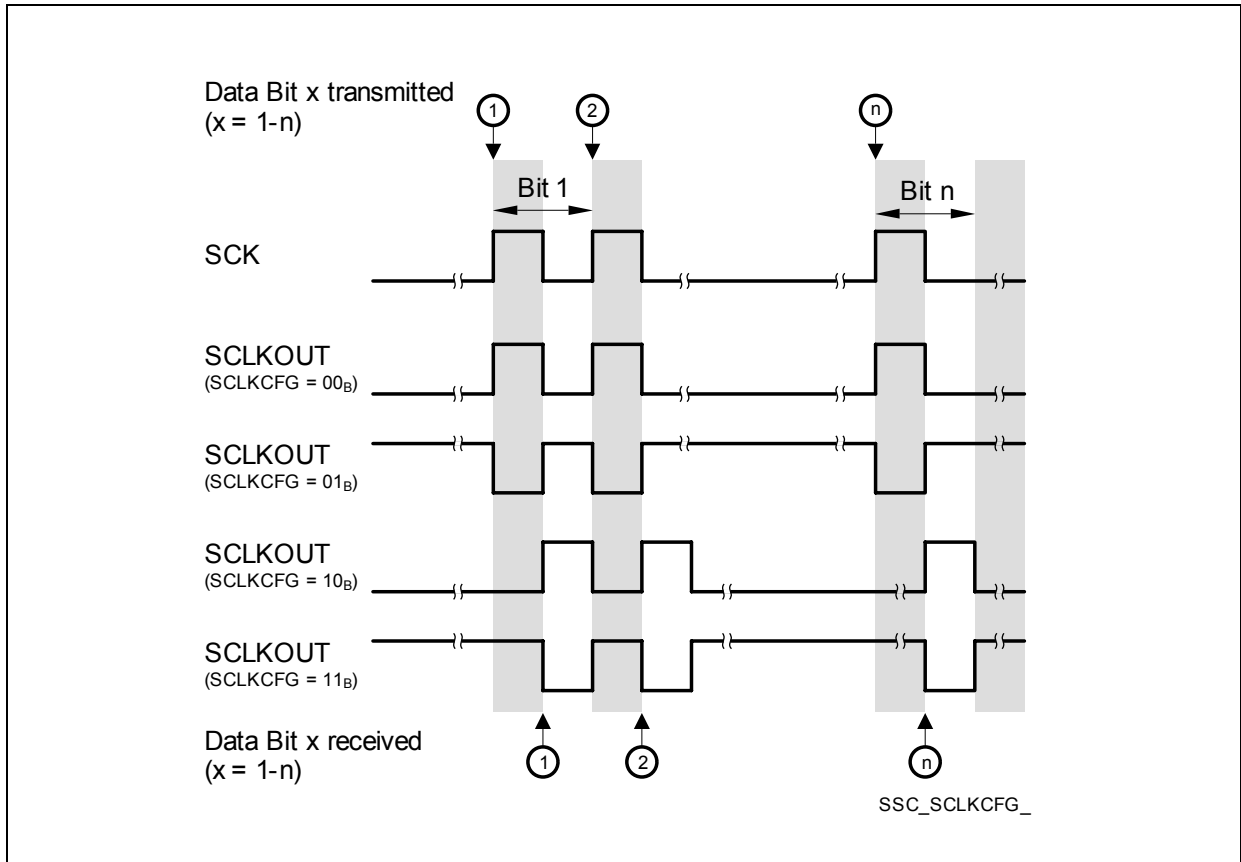 Data Bit x transmitted
(x = 1-n)
1
2
n
Bit 1
Bit n
SCK
SCLKOUT
(SCLKCFG = 00B)
SCLKOUT
(SCLKCFG = 01B)
SCLKOUT
(SCLKCFG = 10B)
SCLKOUT
(SCLKCFG = 11B)
Data Bit x received
(x = 1-n)
1
2
n
SSC_SCLKCFG_